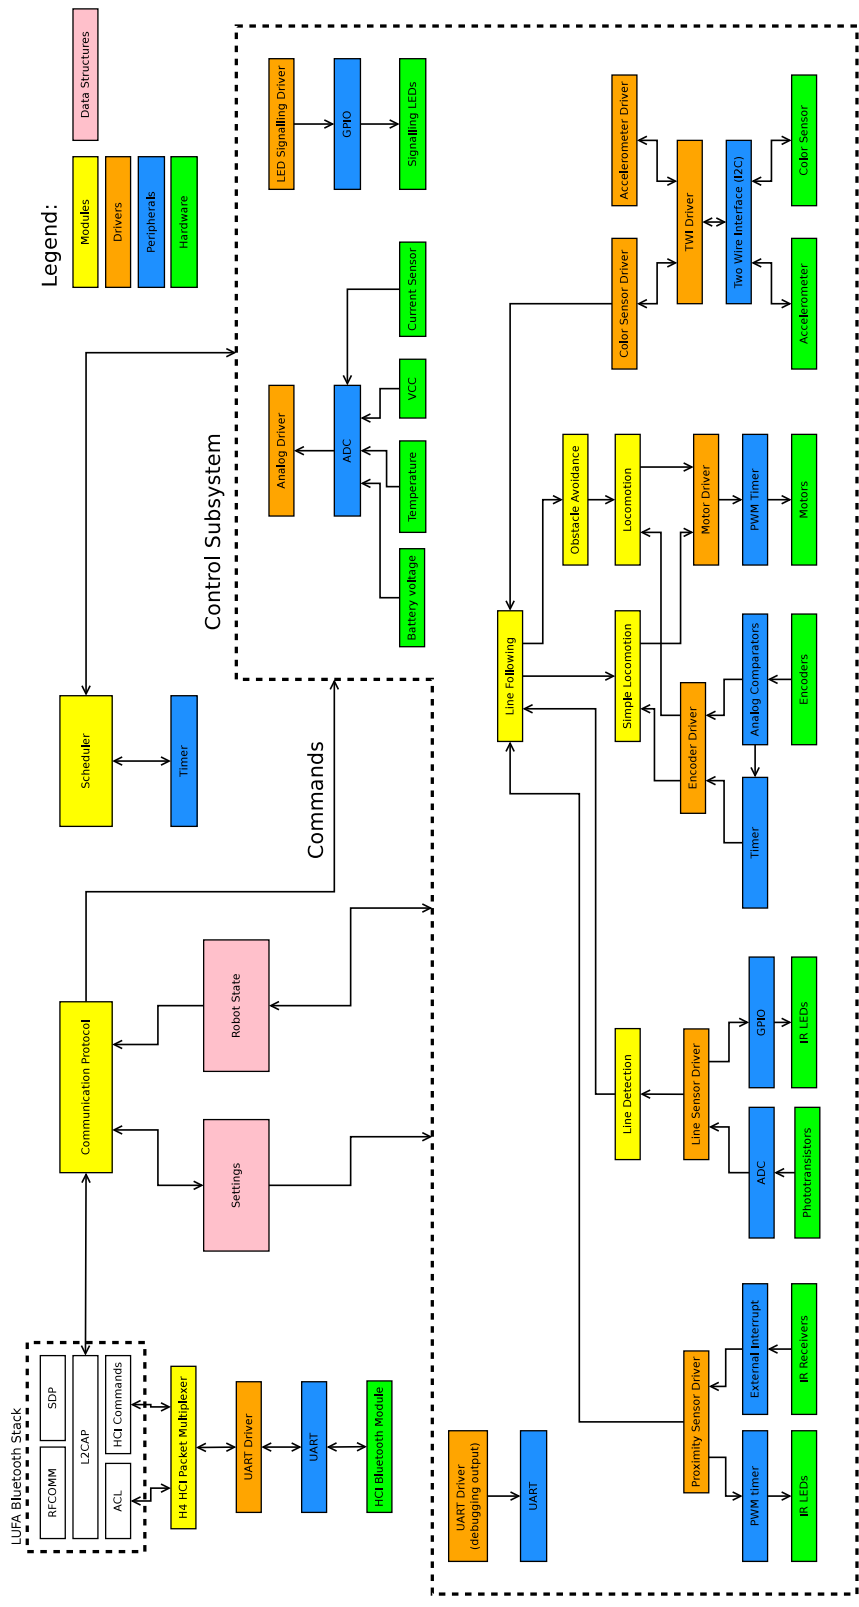 LUFA Bluetooth Stack
RFCOMM
SDP
L2CAP
ACL
HCI Commands
H4 HCI Packet Multiplexer
UART Driver
UART
HCI Bluetooth Module
Communication Protocol
Settings
Robot State
Commands
Scheduler
Timer
Legend:
Modules
Drivers
Peripherals
Hardware
Data Structures
Control Subsystem
Analog Driver
ADC
Battery voltage
Temperature
VCC
Current Sensor
LED Signalling Driver
GPIO
Signalling LEDs
UART Driver
(debugging output)
UART
Line Following
Obstacle Avoidance
Line Detection
Simple Locomotion
Locomotion
Color Sensor Driver
Accelerometer Driver
Proximity Sensor Driver
Line Sensor Driver
Encoder Driver
Motor Driver
TWI Driver
PWM timer
External Interrupt
ADC
GPIO
Timer
Analog Comparators
PWM Timer
Two Wire Interface (I2C)
IR LEDs
IR Receivers
Phototransistors
IR LEDs
Encoders
Motors
Accelerometer
Color Sensor